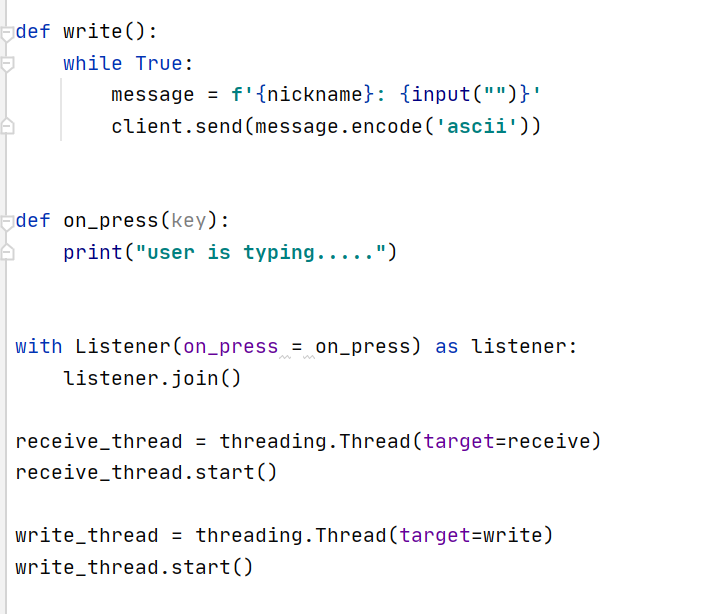 def write():
    while True:
        message = f'{nickname}: {input("")}'
        client.send(message.encode('ascii'))
def on_press(key):
    print("user is typing.....")
with Listener(on_press = on_press) as listener:
    listener.join()
receive_thread = threading.Thread(target=receive)
receive_thread.start()
write_thread = threading.Thread(target=write)
write_thread.start()